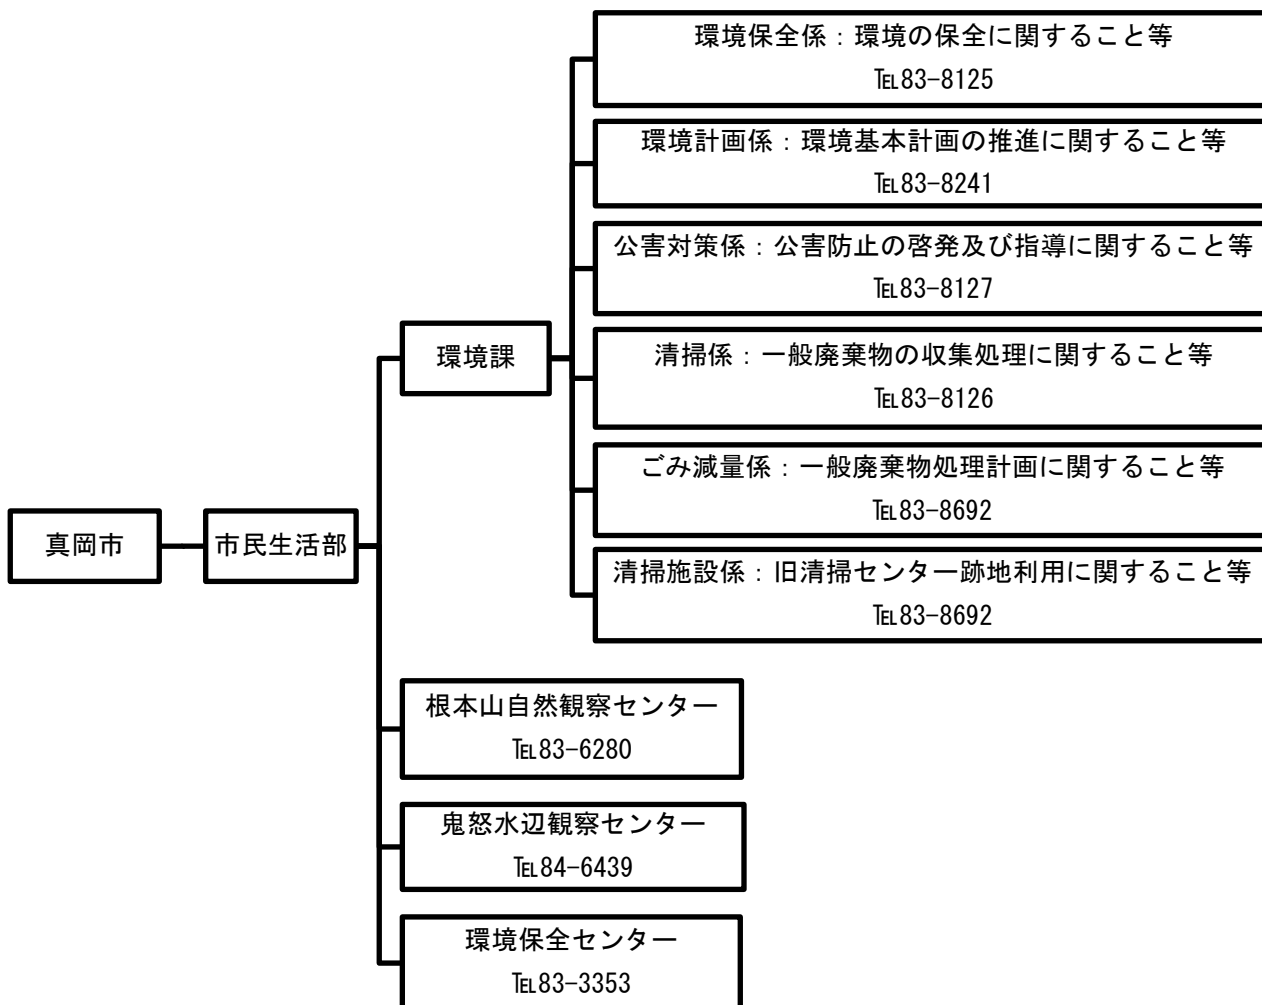 環境保全係：環境の保全に関すること等
℡83-8125
環境計画係：環境基本計画の推進に関すること等
℡83-8241
公害対策係：公害防止の啓発及び指導に関すること等
℡83-8127
環境課
清掃係：一般廃棄物の収集処理に関すること等
℡83-8126
ごみ減量係：一般廃棄物処理計画に関すること等
℡83-8692
真岡市
市民生活部
清掃施設係：旧清掃センター跡地利用に関すること等
℡83-8692
根本山自然観察センター
℡83-6280
鬼怒水辺観察センター
℡84-6439
環境保全センター
℡83-3353